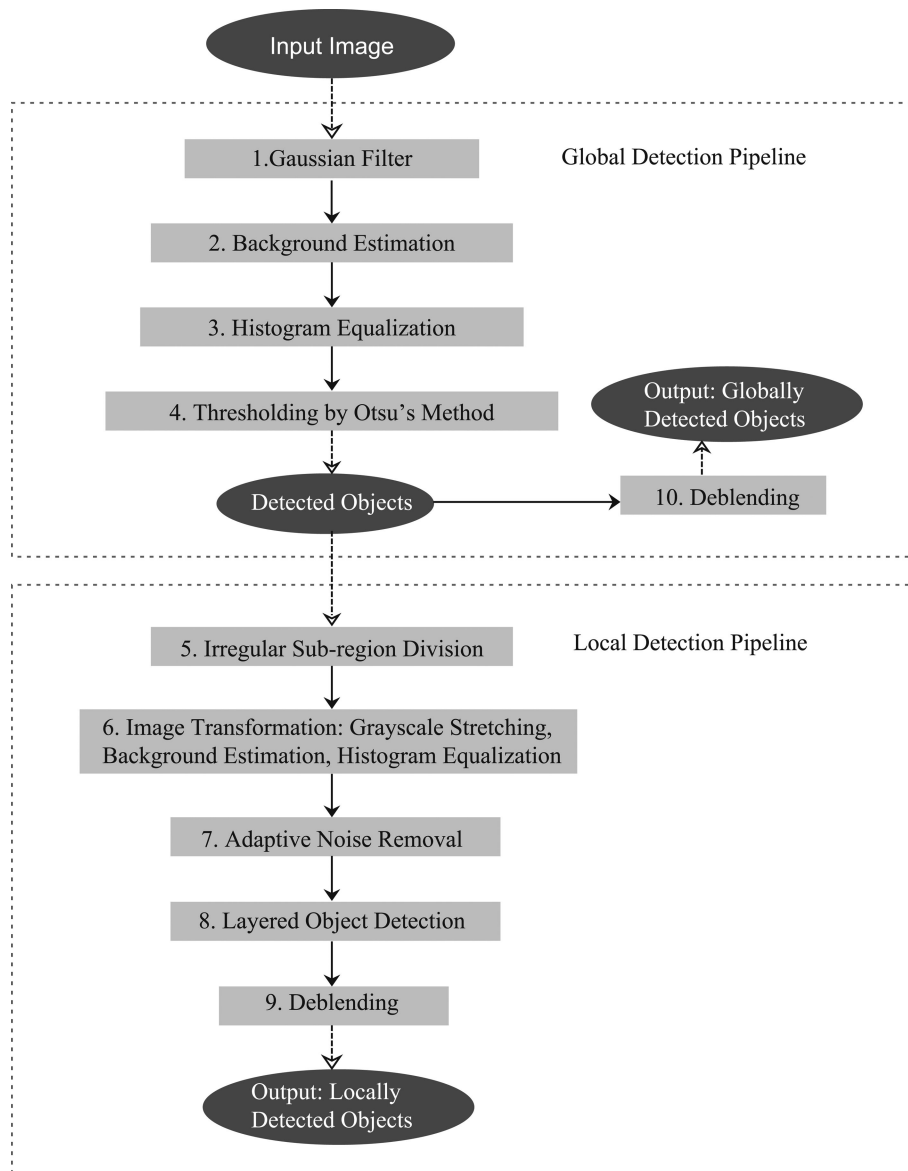 Input Image
1.Gaussian Filter
Global Detection Pipeline
2. Background Estimation
3. Histogram Equalization
4. Thresholding by Otsu's Method
Output: Globally
Detected Objects
Detected Objects
10. Deblending
5. Irregular Sub-region Division
Local Detection Pipeline
6. Image Transformation: Grayscale Stretching,
Background Estimation, Histogram Equalization
7. Adaptive Noise Removal
8. Layered Object Detection
9. Deblending
Output: Locally
Detected Objects